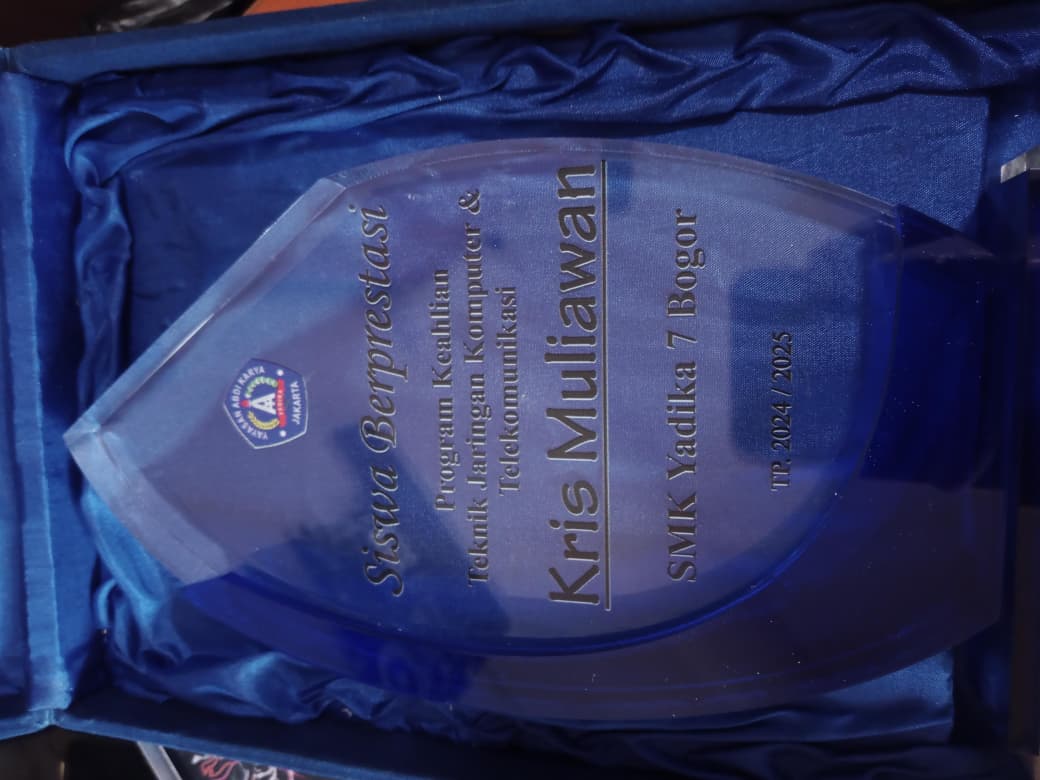 YAYASAN ABDI KARYA
YADIKA
JAKARTA
Siswa Berprestasi
Program Keahlian
Teknik Jaringan Komputer &
Telekomunikasi
Kris Muliawan
SMK Yadika 7 Bogor
TP. 2024 / 2025